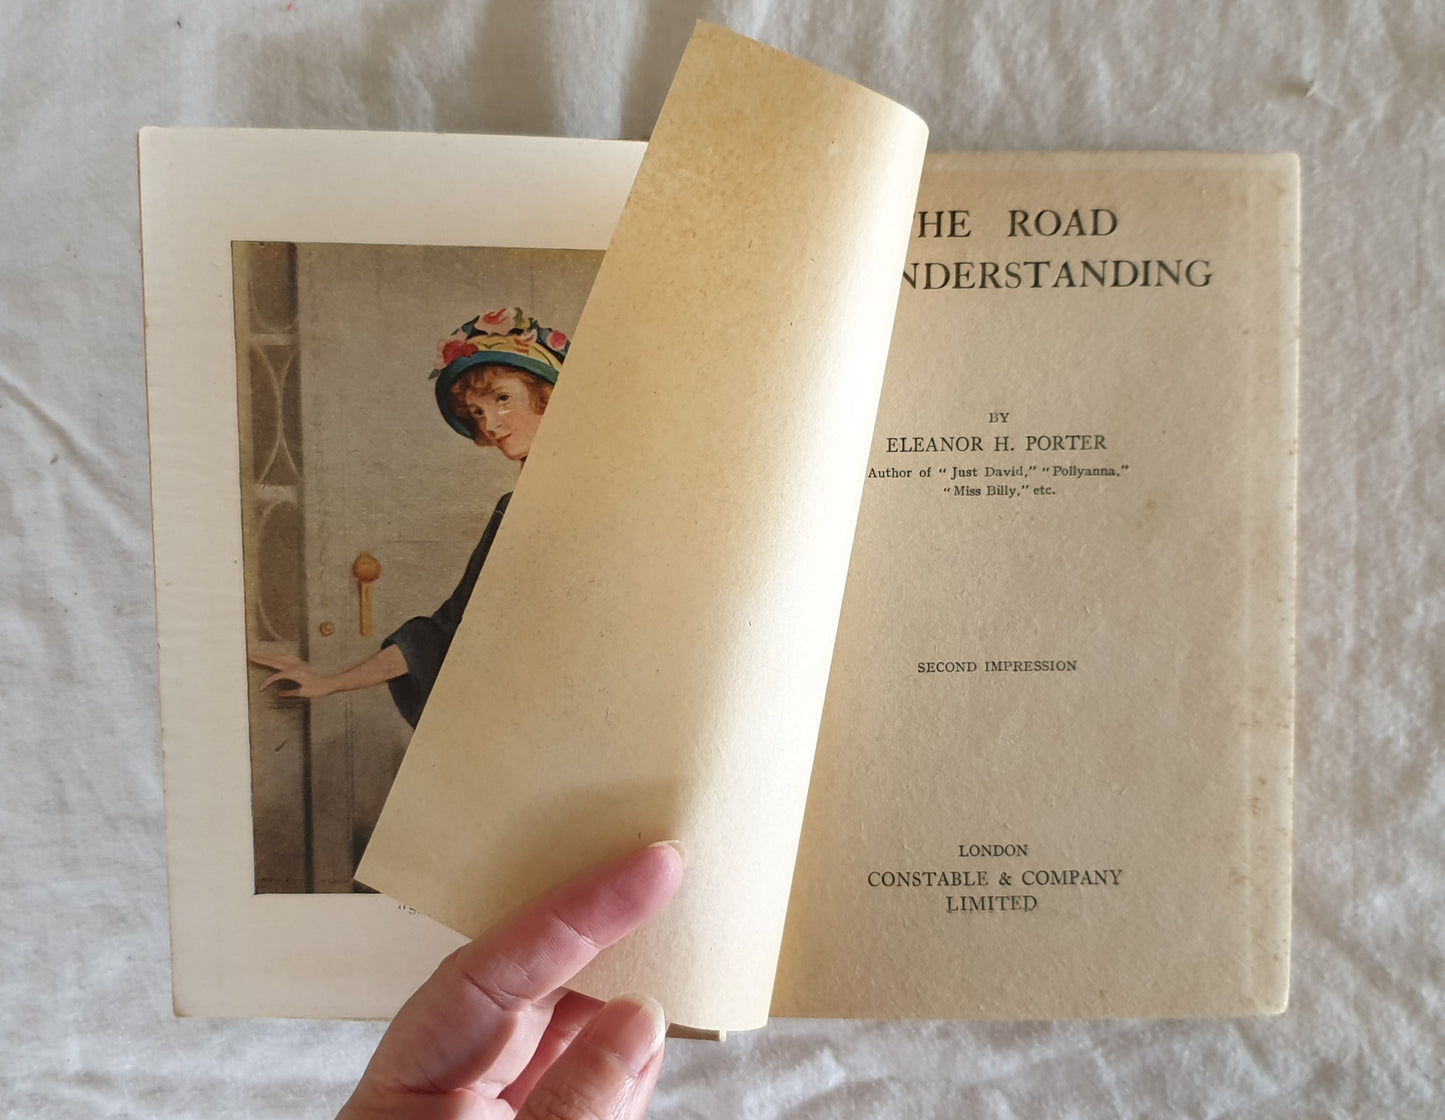 HE ROAD
NDERSTANDING
BY
ELEANOR H. PORTER
Author of “ Just David,” “ Pollyanna,”
“ Miss Billy,” etc.
SECOND IMPRESSION
LONDON
CONSTABLE & COMPANY
LIMITED